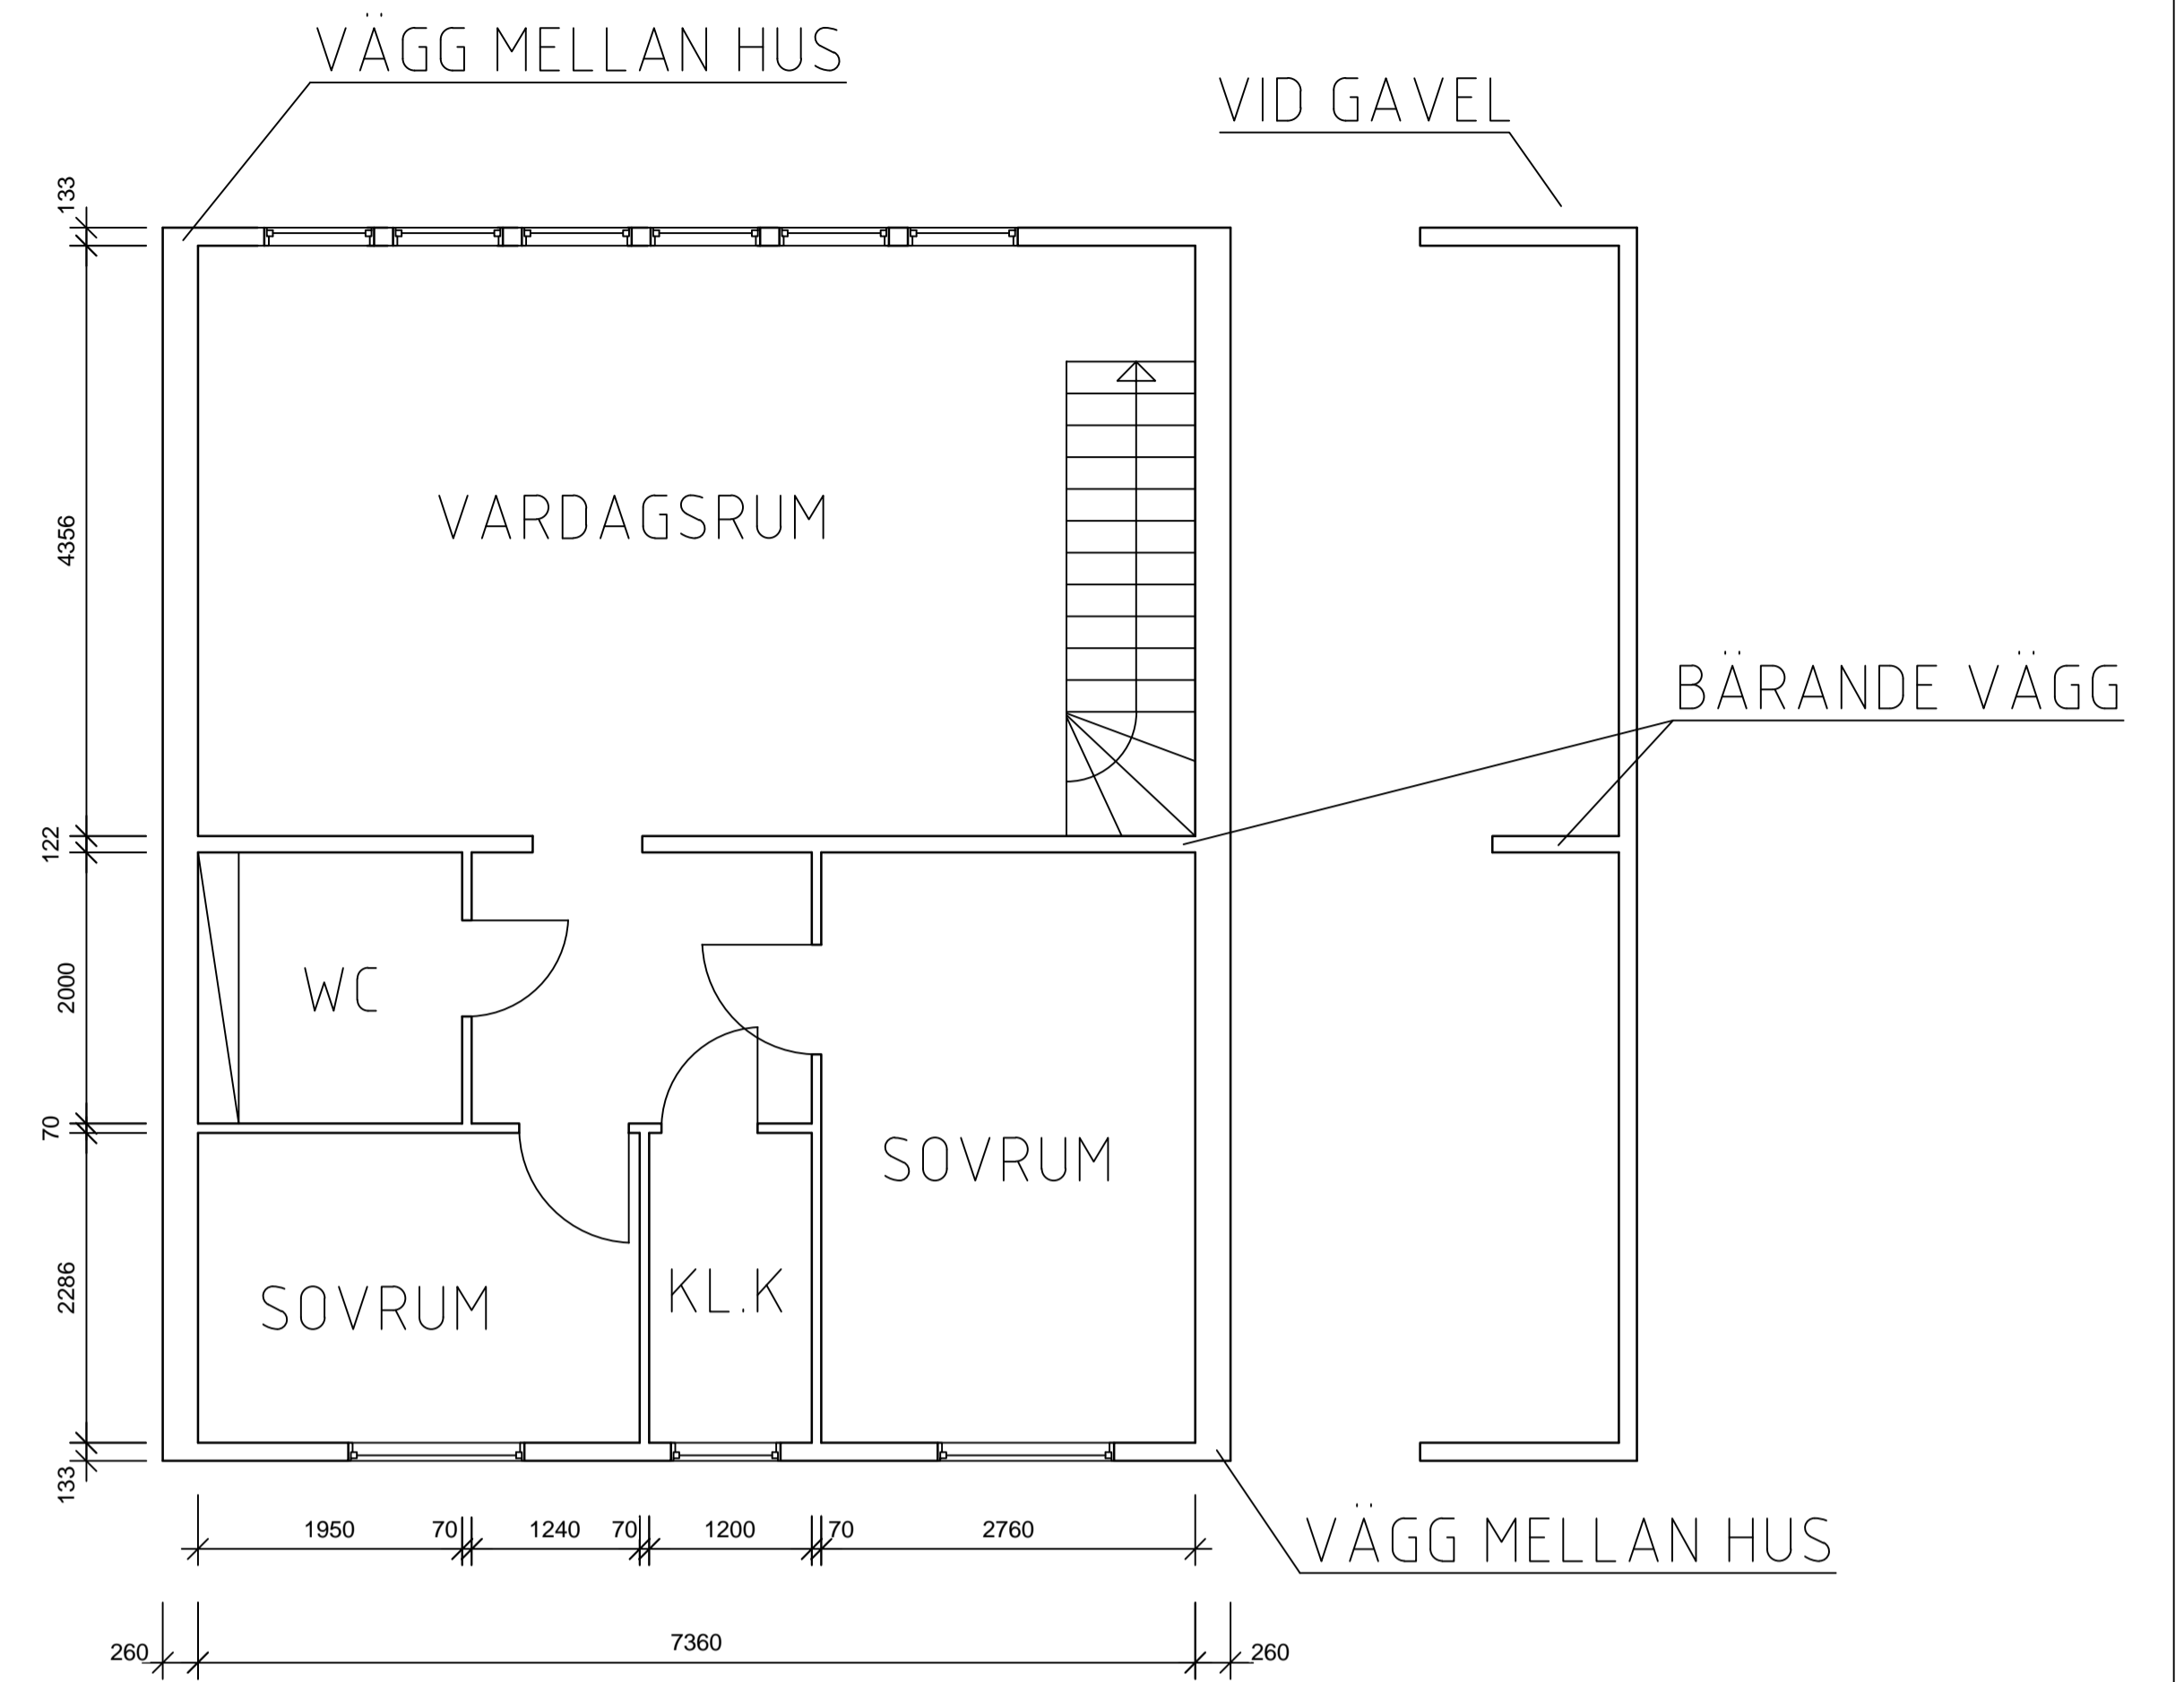 VÄGG MELLAN HUS
VID GAVEL
133
4356
VARDAGSRUM
BÄRANDE VÄGG
122
2000
WC
70
SOVRUM
2286
SOVRUM
KL.K
133
1950 70 1240 70 1200 70 2760
VÄGG MELLAN HUS
260 7360 260